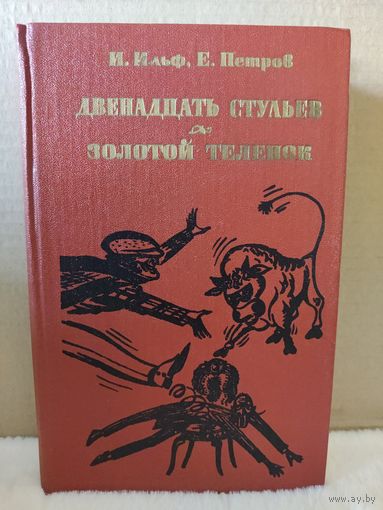 И. Ильф, Е. Петров
ДВЕНАДЦАТЬ СТУЛЬЕВ
ЗОЛОТОЙ ТЕЛЕНОК
www.ay.by